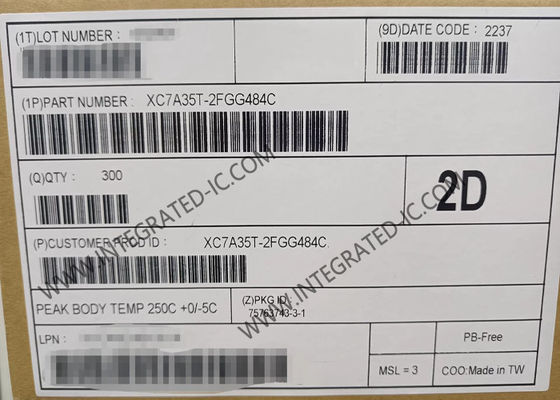 (1T)LOT NUMBER :
(9D)DATE CODE : 2237
(1P)PART NUMBER : XC7A35T-2FGG484C
(Q)QTY : 300
2D
(P)CUSTOMER PROD ID : XC7A35T-2FGG484C
PEAK BODY TEMP 250C +0/-5C
(Z)PKG ID :
75763743-3-1
LPN :
PB-Free
MSL = 3
COO:Made in TW
WWW.INTEGRATED-IC.COM
WWW.INTEGRATED-IC.COM